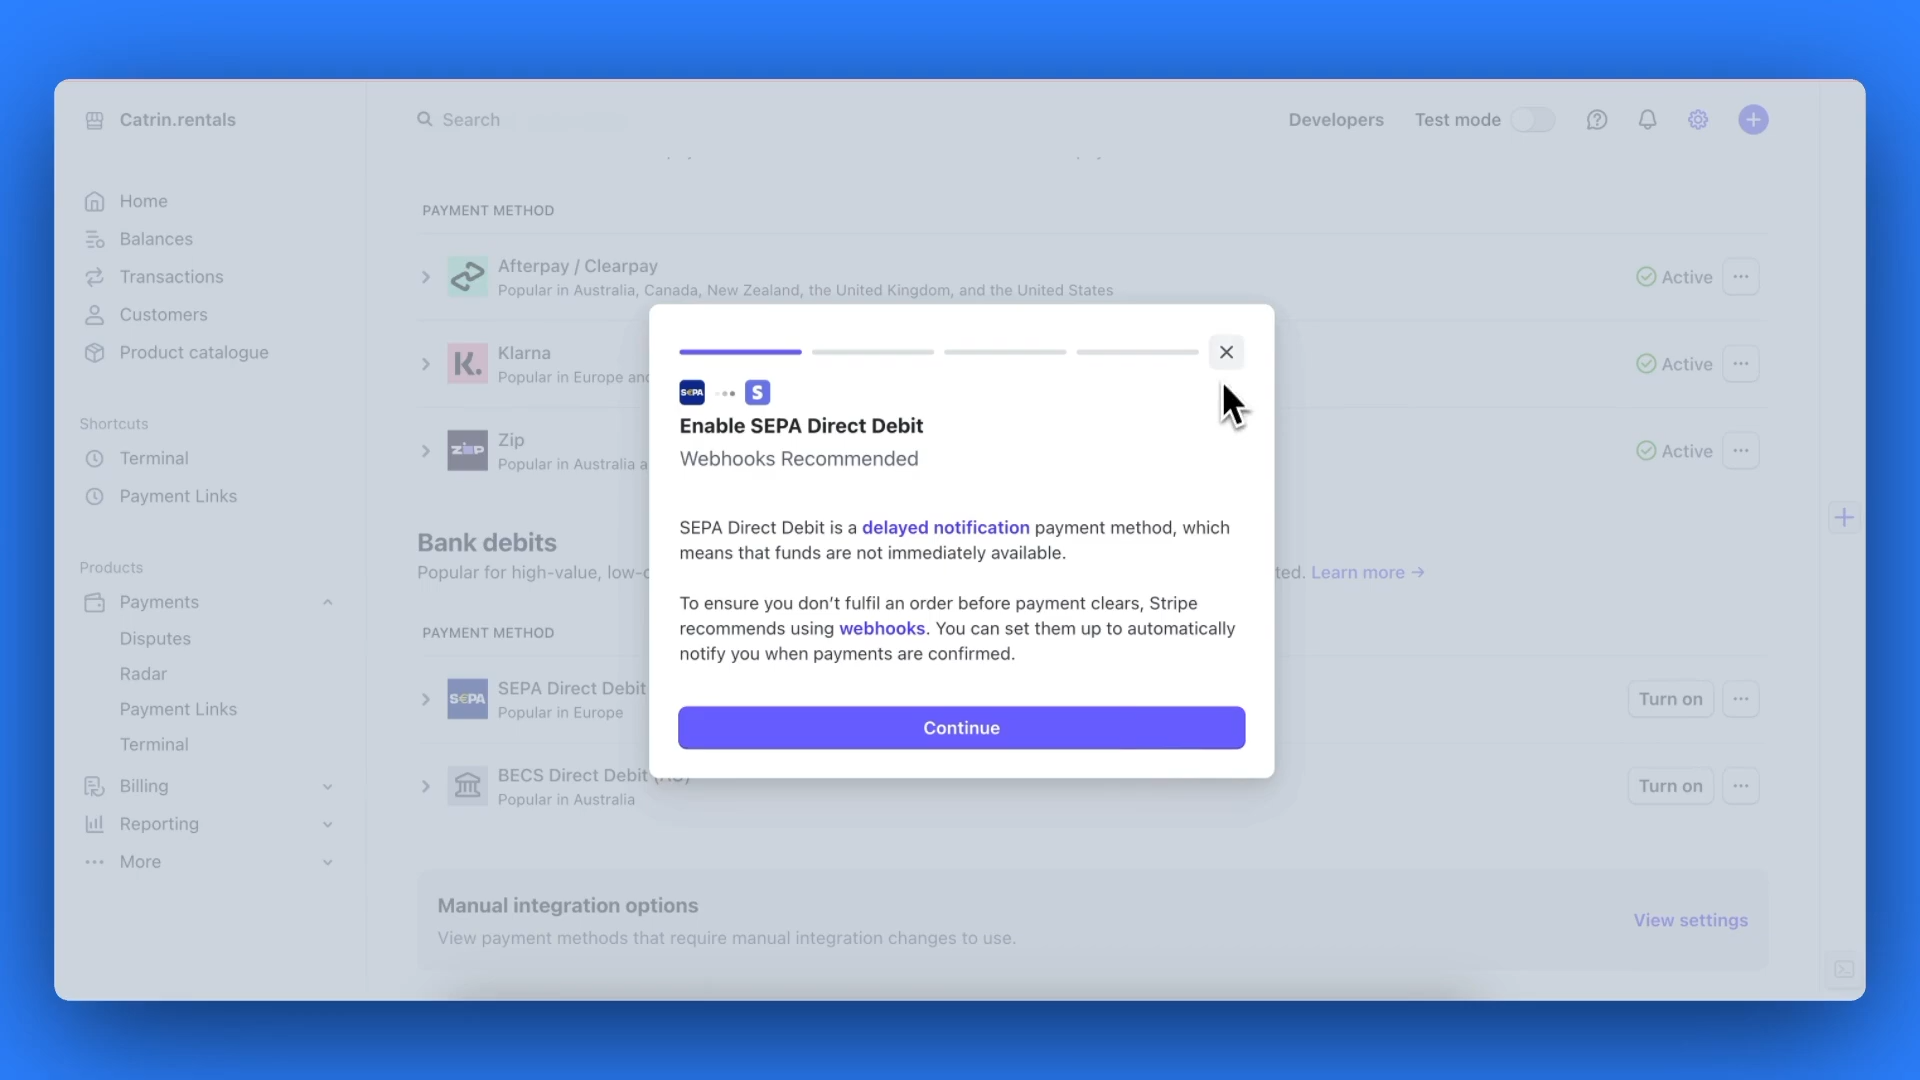 Catrin.rentals
Search
Developers
Test mode
Home
Balances
Transactions
Customers
Product catalogue
Shortcuts
Terminal
Payment Links
Products
Payments
Disputes
Radar
Payment Links
Terminal
Billing
Reporting
More
PAYMENT METHOD
Afterpay / Clearpay
Popular in Australia, Canada, New Zealand, the United Kingdom, and the United States
Active
K.
Klarna
Popular in Europe and
Active
ZIP
Zip
Popular in Australia a
Active
Bank debits
Popular for high-value, low-c
ted. Learn more →
PAYMENT METHOD
S€PA
SEPA Direct Debit
Popular in Europe
Turn on
BECS Direct Debit (AU)
Popular in Australia
Turn on
Manual integration options
View payment methods that require manual integration changes to use.
View settings
S€PA
S
Enable SEPA Direct Debit
Webhooks Recommended
SEPA Direct Debit is a delayed notification payment method, which
means that funds are not immediately available.
To ensure you don’t fulfil an order before payment clears, Stripe
recommends using webhooks. You can set them up to automatically
notify you when payments are confirmed.
Continue